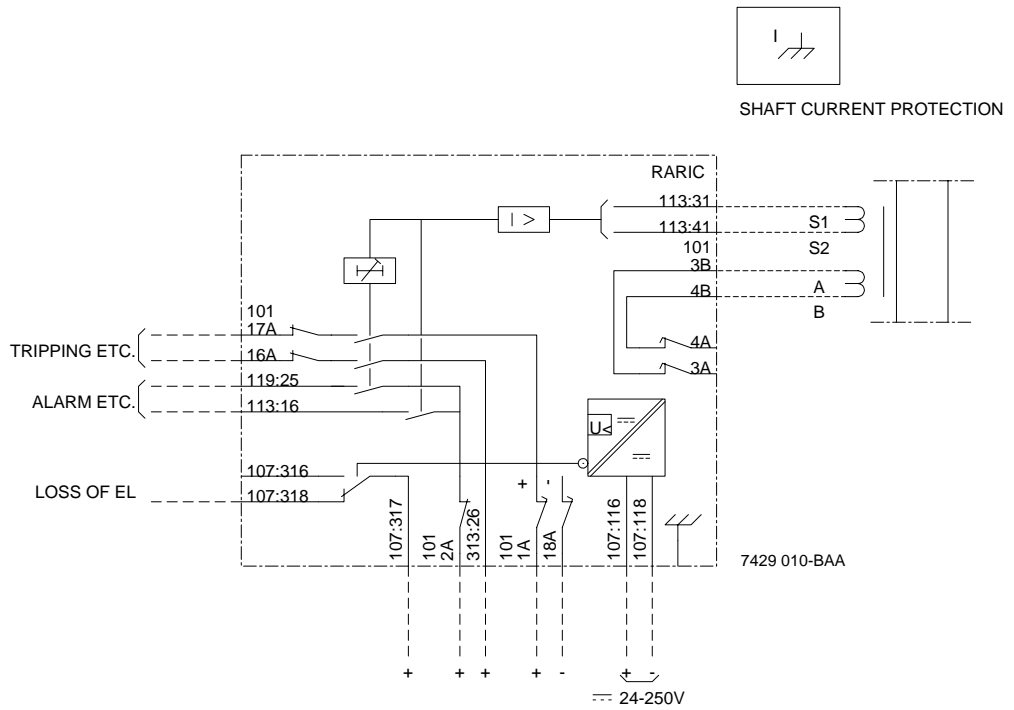 I
SHAFT CURRENT PROTECTION
RARIC
113:31
I >
S1
113:41
101
S2
3B
A
4B
B
101
17A
4A
TRIPPING ETC.
16A
3A
119:25
ALARM ETC.
113:16
U<
107:316
+ -
LOSS OF EL
107:318
107:317
101
2A
313:26
101
1A
18A
107:116
107:118
7429 010-BAA
+ + + + - + -
24-250V